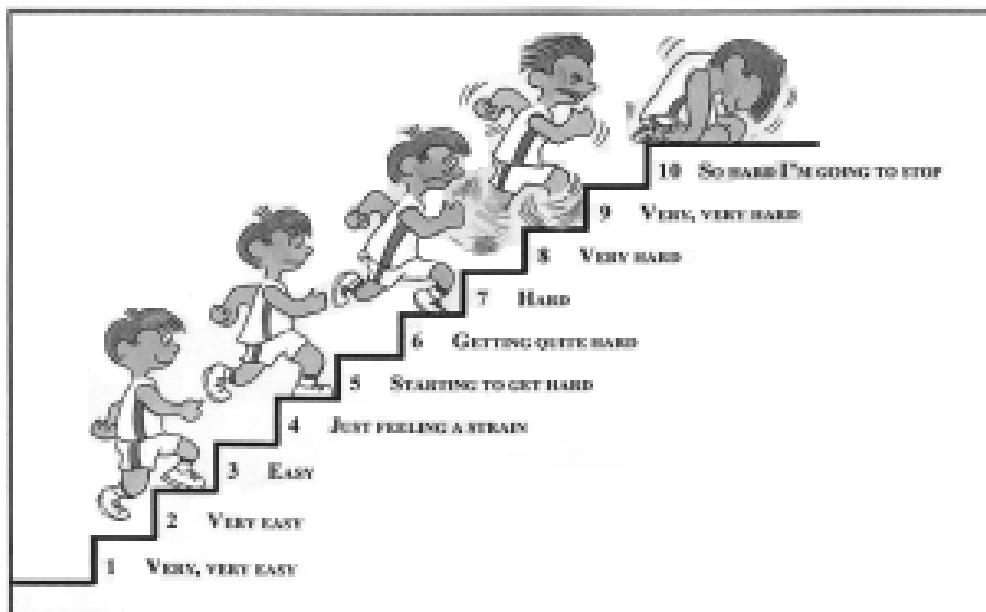 10 So hard I'm going to stop
9 Very, very hard
8 Very hard
7 Hard
6 Getting quite hard
5 Starting to get hard
4 Just feeling a strain
3 Easy
2 Very easy
1 Very, very easy